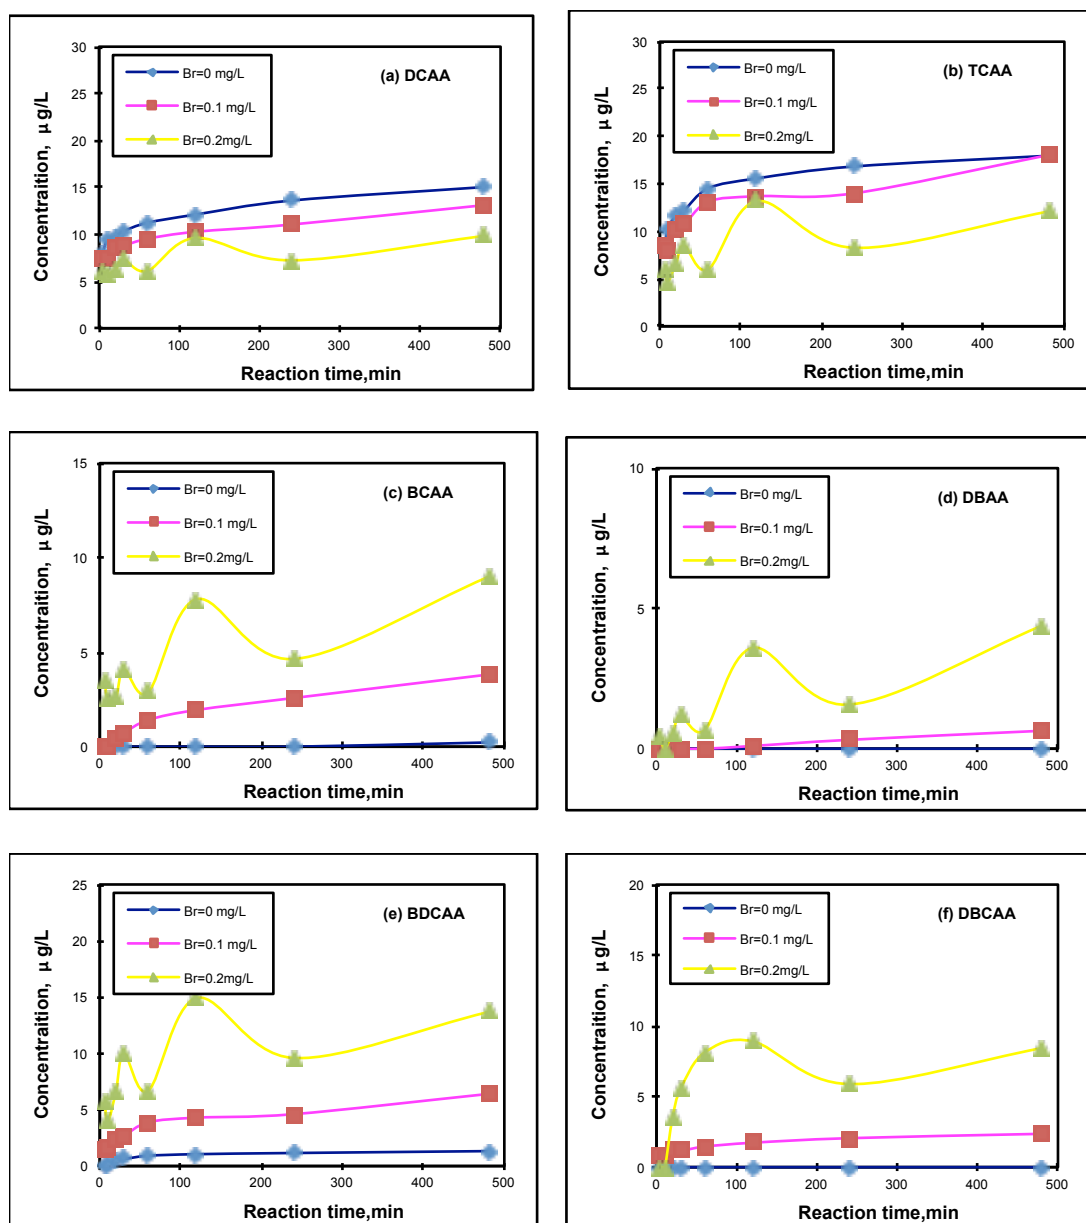 30
25
20
15
10
5
0
Concentraition, μ g/L
Br=0 mg/L
Br=0.1 mg/L
Br=0.2mg/L
(a) DCAA
0 100 200 300 400 500
Reaction time,min
30
25
20
15
10
5
0
Concentraition, μ g/L
Br=0 mg/L
Br=0.1 mg/L
Br=0.2mg/L
(b) TCAA
0 100 200 300 400 500
Reaction time,min
15
10
5
0
Concentraition, μ g/L
Br=0 mg/L
Br=0.1 mg/L
Br=0.2mg/L
(c) BCAA
0 100 200 300 400 500
Reaction time,min
10
5
0
Concentraition, μ g/L
Br=0 mg/L
Br=0.1 mg/L
Br=0.2mg/L
(d) DBAA
0 100 200 300 400 500
Reaction time,min
25
20
15
10
5
0
Concentraition, μ g/L
Br=0 mg/L
Br=0.1 mg/L
Br=0.2mg/L
(e) BDCAA
0 100 200 300 400 500
Reaction time,min
20
15
10
5
0
Concentraition, μ g/L
Br=0 mg/L
Br=0.1 mg/L
Br=0.2mg/L
(f) DBCAA
0 100 200 300 400 500
Reaction time,min